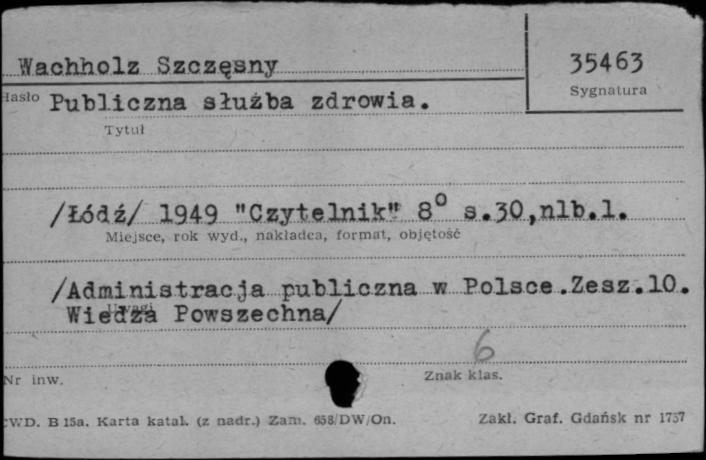 Wachholz Szczęsny
35463
Sygnatura
Hasło Publiczna służba zdrowia.
Tytuł
/Łódź/ 1949 "Czytelnik" 8° s.30,nlb.1.
Miejsce, rok wyd., nakładca, format, objętość
/Administracja publiczna w Polsce.Zesz.10.
Uwagi
Wiedza Powszechna/
6
Nr inw.
Znak klas.
CWD. B 15a. Karta katal. (z nadr.) Zam. 658/DW/On.
Zakł. Graf. Gdańsk nr 1757